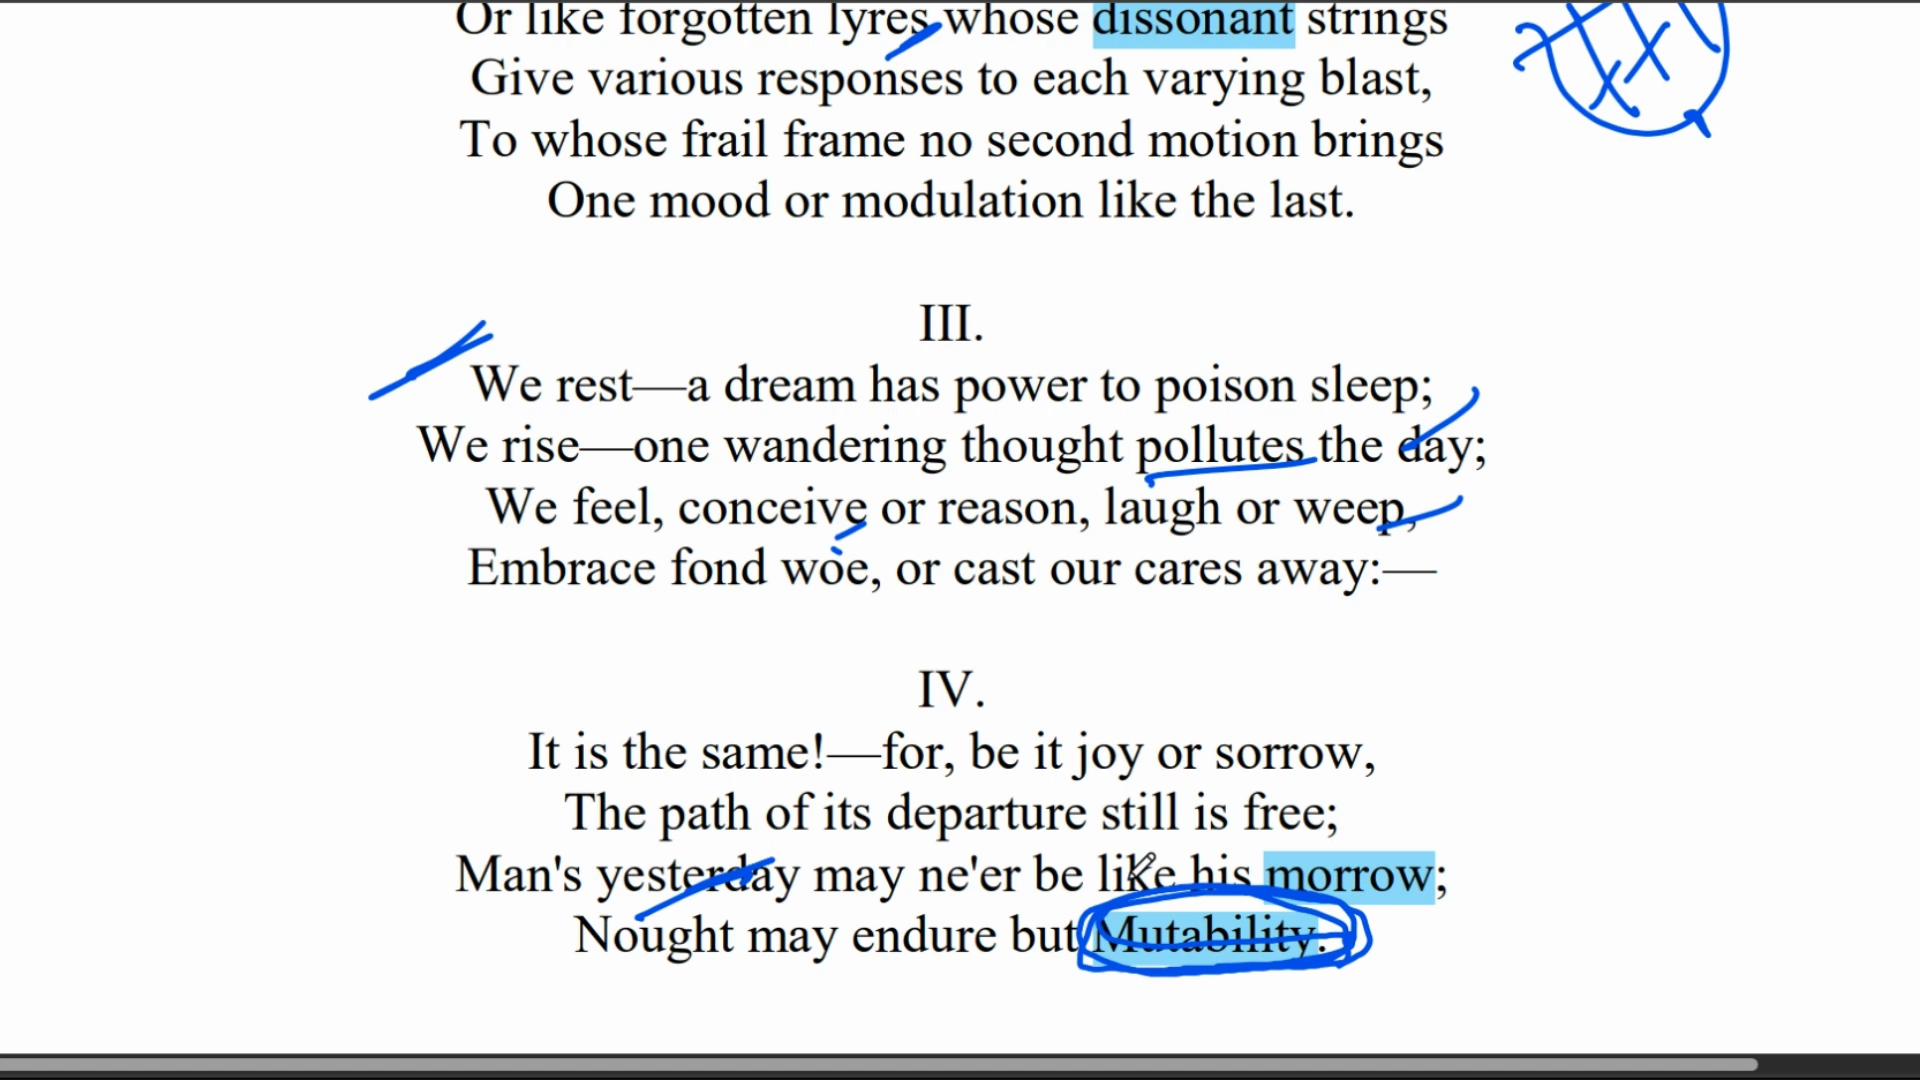 Or like forgotten lyres whose dissonant strings
Give various responses to each varying blast,
To whose frail frame no second motion brings
One mood or modulation like the last.
III.
We rest—a dream has power to poison sleep;
We rise—one wandering thought pollutes the day;
We feel, conceive or reason, laugh or weep,
Embrace fond woe, or cast our cares away:—
IV.
It is the same!—for, be it joy or sorrow,
The path of its departure still is free;
Man's yesterday may ne'er be like his morrow;
Nought may endure but Mutability.